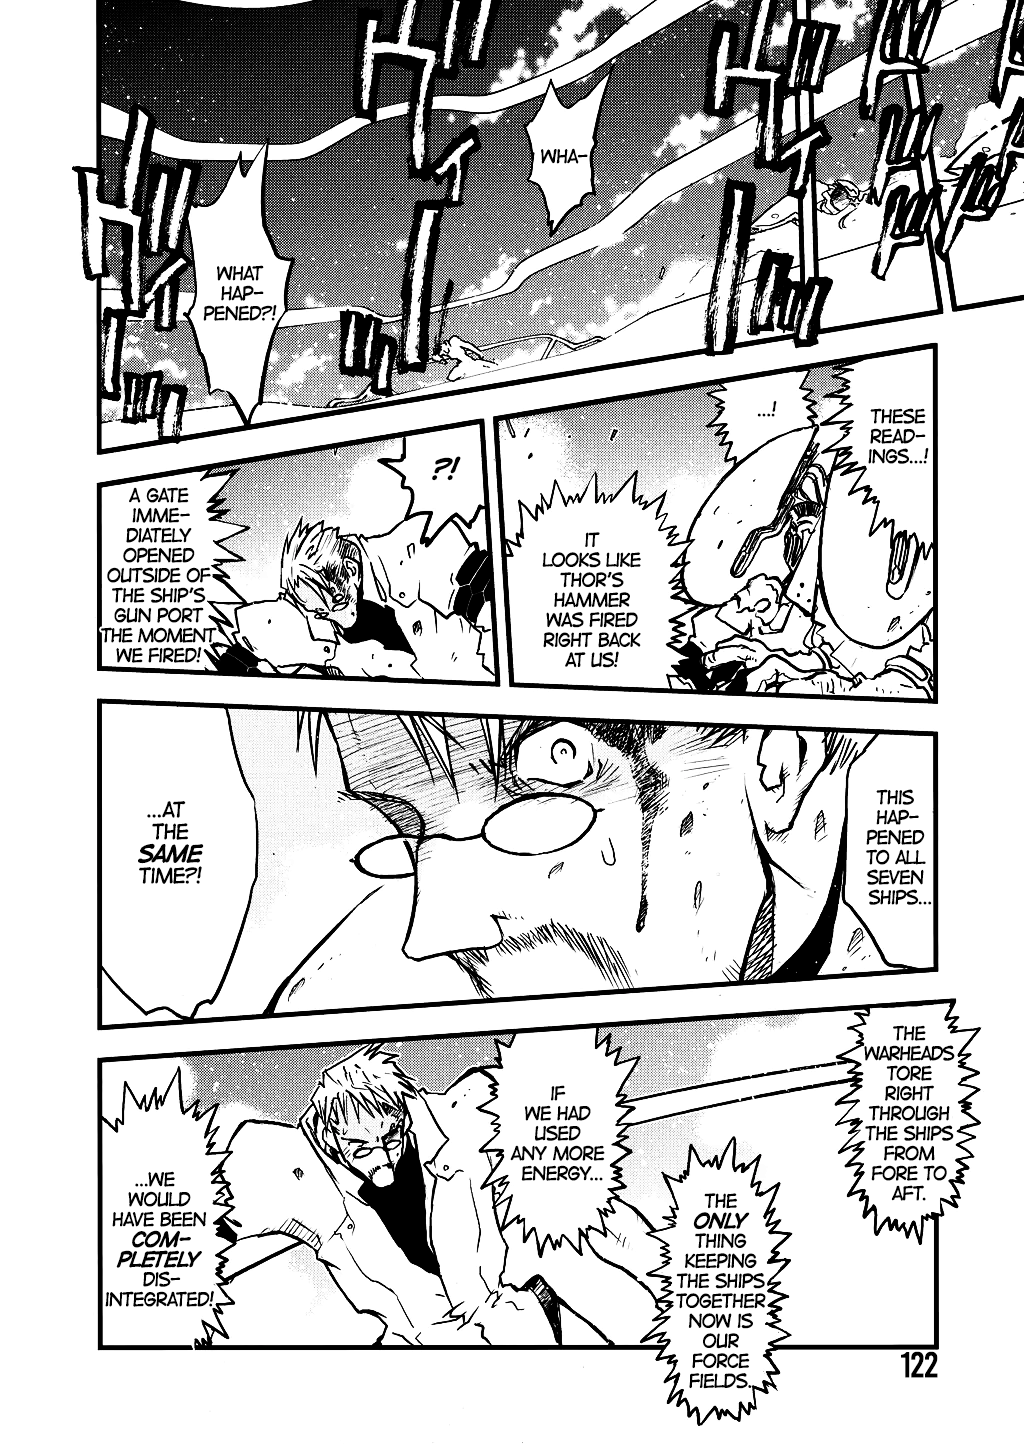 WHA-
WHAT
HAP-
PENED?!
THESE
READ-
INGS...!
...!
IT
LOOKS LIKE
THOR'S
HAMMER
WAS FIRED
RIGHT BACK
AT US!
?!
A GATE
IMME-
DIATELY
OPENED
OUTSIDE OF
THE SHIP'S
GUN PORT
THE MOMENT
WE FIRED!
THIS
HAP-
PENED
TO ALL
SEVEN
SHIPS...
...AT
THE
SAME
TIME?!
THE
WARHEADS
TORE
RIGHT
THROUGH
THE SHIPS
FROM
FORE TO
AFT.
THE
ONLY
THING
KEEPING
THE SHIPS
TOGETHER
NOW IS
OUR
FORCE
FIELDS.
IF
WE HAD
USED
ANY MORE
ENERGY...
...WE
WOULD
HAVE BEEN
COM-
PLETELY
DIS-
INTEGRATED!
122